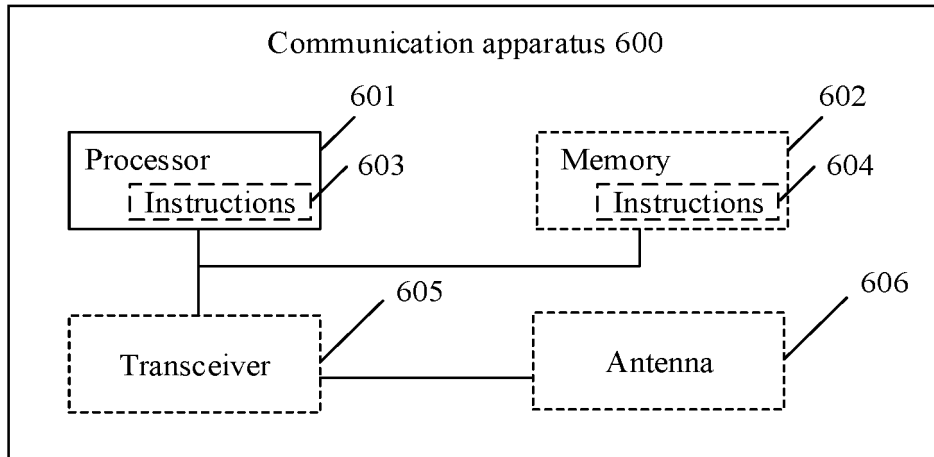 Communication apparatus 600
601
602
Processor
603
Instructions
Memory
604
Instructions
605
606
Transceiver
Antenna